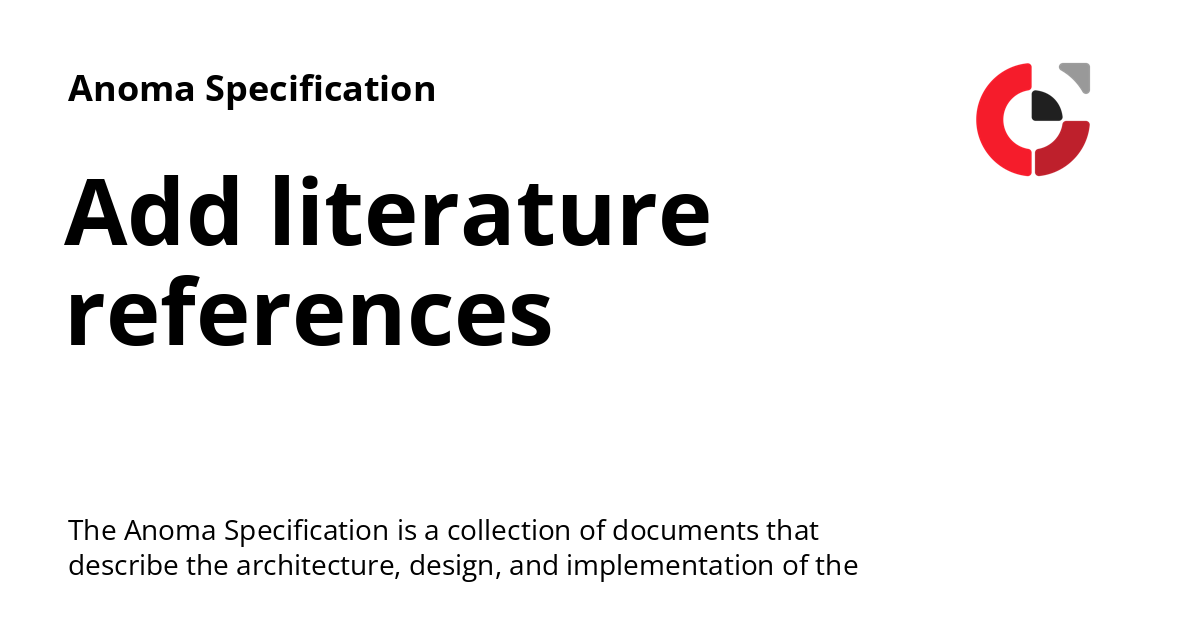 Anoma Specification
Add literature
references
The Anoma Specification is a collection of documents that
describe the architecture, design, and implementation of the